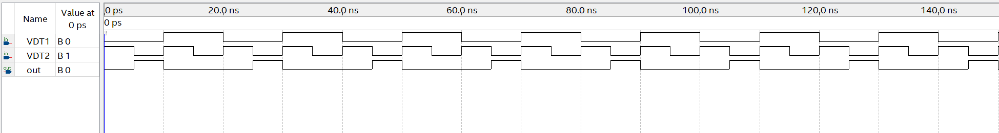 Name
Value at
0 ps
0 ps 20.0 ns 40.0 ns 60.0 ns 80.0 ns 100.0 ns 120.0 ns 140.0 ns
0 ps
in VDT1 B 0
in VDT2 B 1
out out B 0